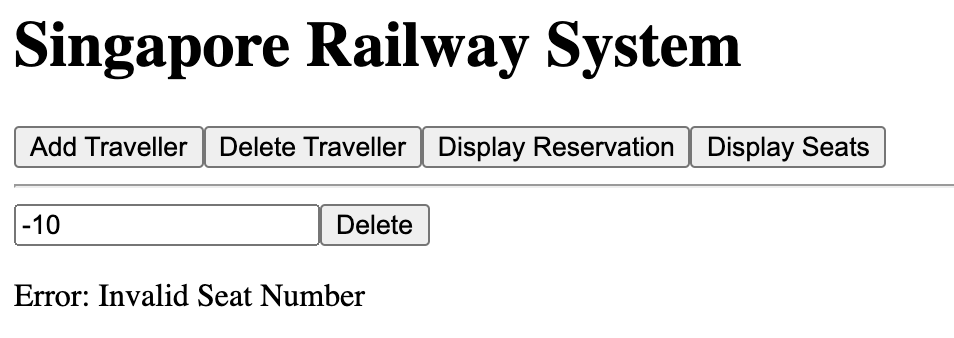 Singapore Railway System
Add Traveller Delete Traveller Display Reservation Display Seats
-10 Delete
Error: Invalid Seat Number